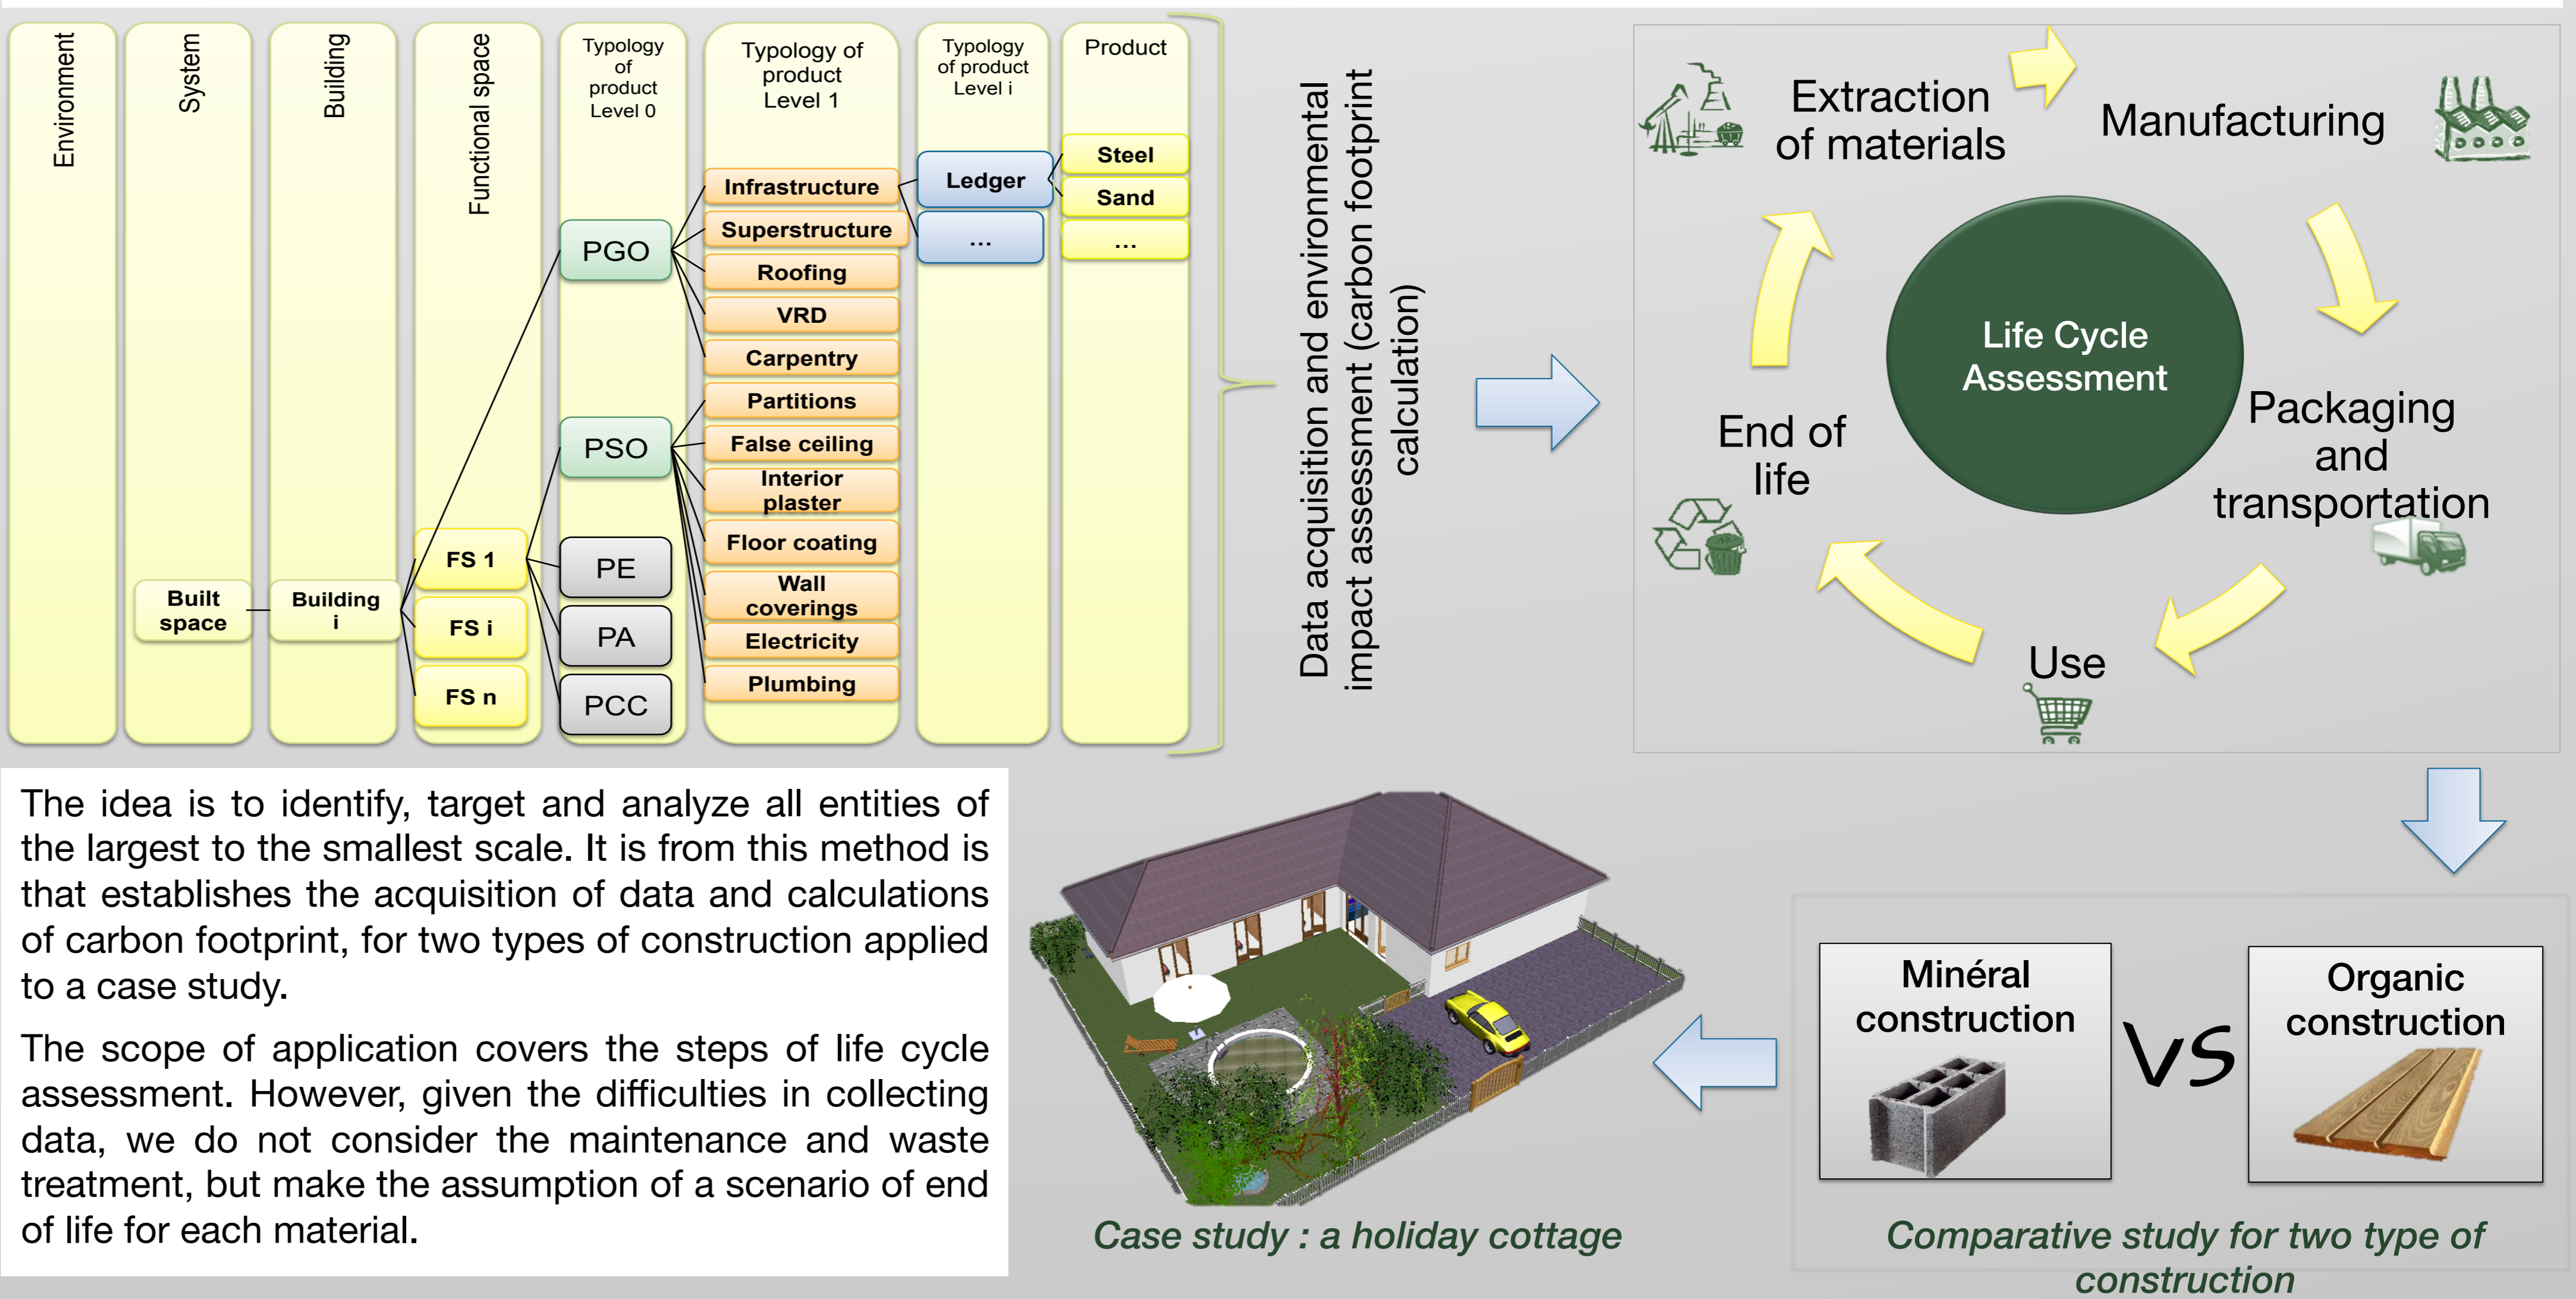 Environment
System
Building
Functional space
Typology
of
product
Level 0
Typology of
product
Level 1
Typology
of product
Level i
Product
Built
space
Building
i
FS 1
FS i
FS n
PGO
PSO
PE
PA
PCC
Infrastructure
Superstructure
Roofing
VRD
Carpentry
Partitions
False ceiling
Interior
plaster
Floor coating
Wall
coverings
Electricity
Plumbing
Ledger
...
Steel
Sand
...
Data acquisition and environmental
impact assessment (carbon footprint
calculation)
Extraction
of materials
Manufacturing
Life Cycle
Assessment
Packaging
and
transportation
End of
life
Use
The idea is to identify, target and analyze all entities of
the largest to the smallest scale. It is from this method is
that establishes the acquisition of data and calculations
of carbon footprint, for two types of construction applied
to a case study.
The scope of application covers the steps of life cycle
assessment. However, given the difficulties in collecting
data, we do not consider the maintenance and waste
treatment, but make the assumption of a scenario of end
of life for each material.
Case study : a holiday cottage
Minéral
construction
VS
Organic
construction
Comparative study for two type of
construction